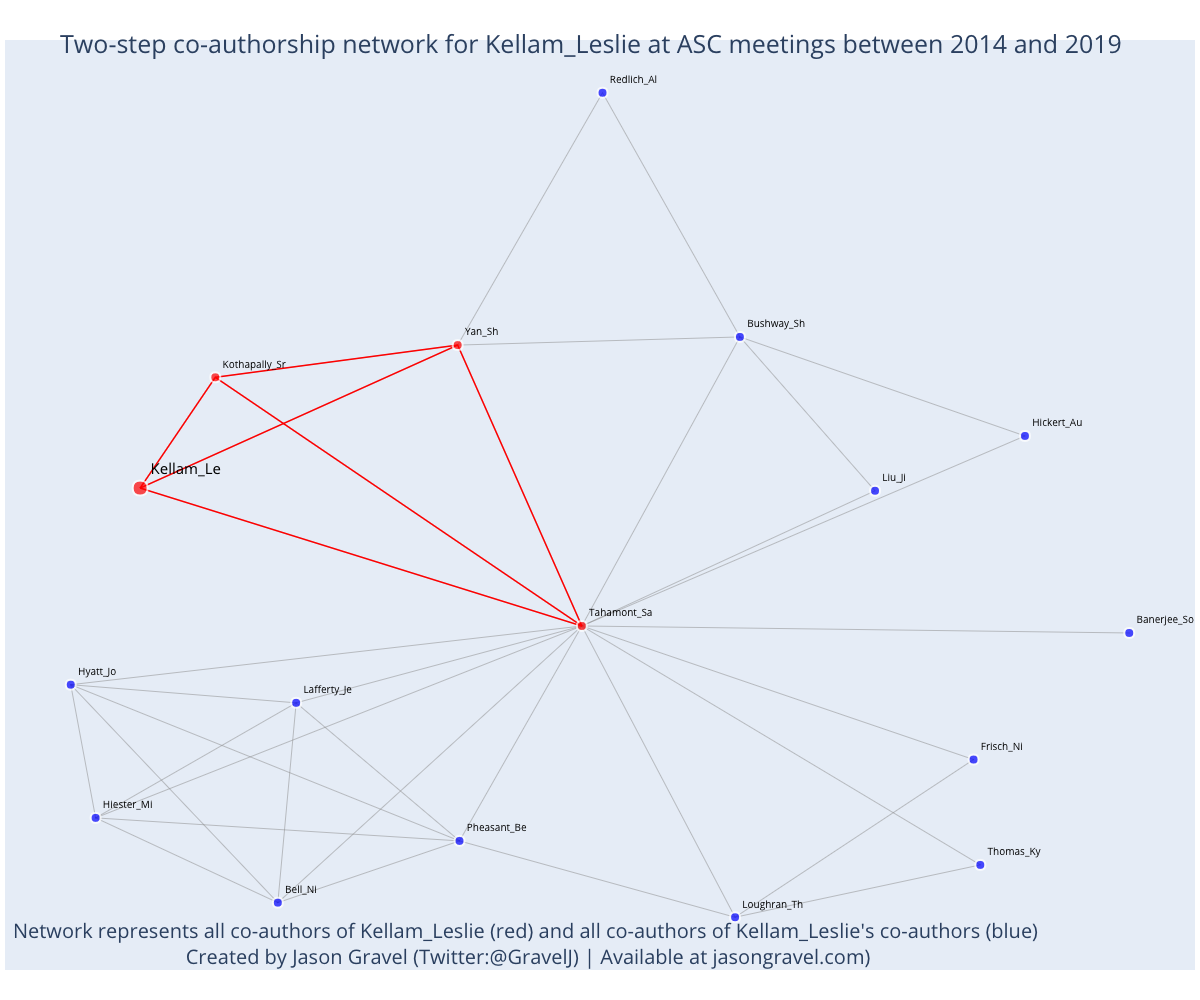 Two-step co-authorship network for Kellam_Leslie at ASC meetings between 2014 and 2019
Redlich_Al
Yan_Sh
Bushway_Sh
Kothapally_Sr
Hickert_Au
Kellam_Le
Liu_Ji
Tahamont_Sa
Banerjee_So
Hyatt_Jo
Lafferty_Je
Frisch_Ni
Hiester_Mi
Pheasant_Be
Thomas_Ky
Bell_Ni
Loughran_Th
Network represents all co-authors of Kellam_Leslie (red) and all co-authors of Kellam_Leslie's co-authors (blue)
Created by Jason Gravel (Twitter:@GravelJ) | Available at jasongravel.com)